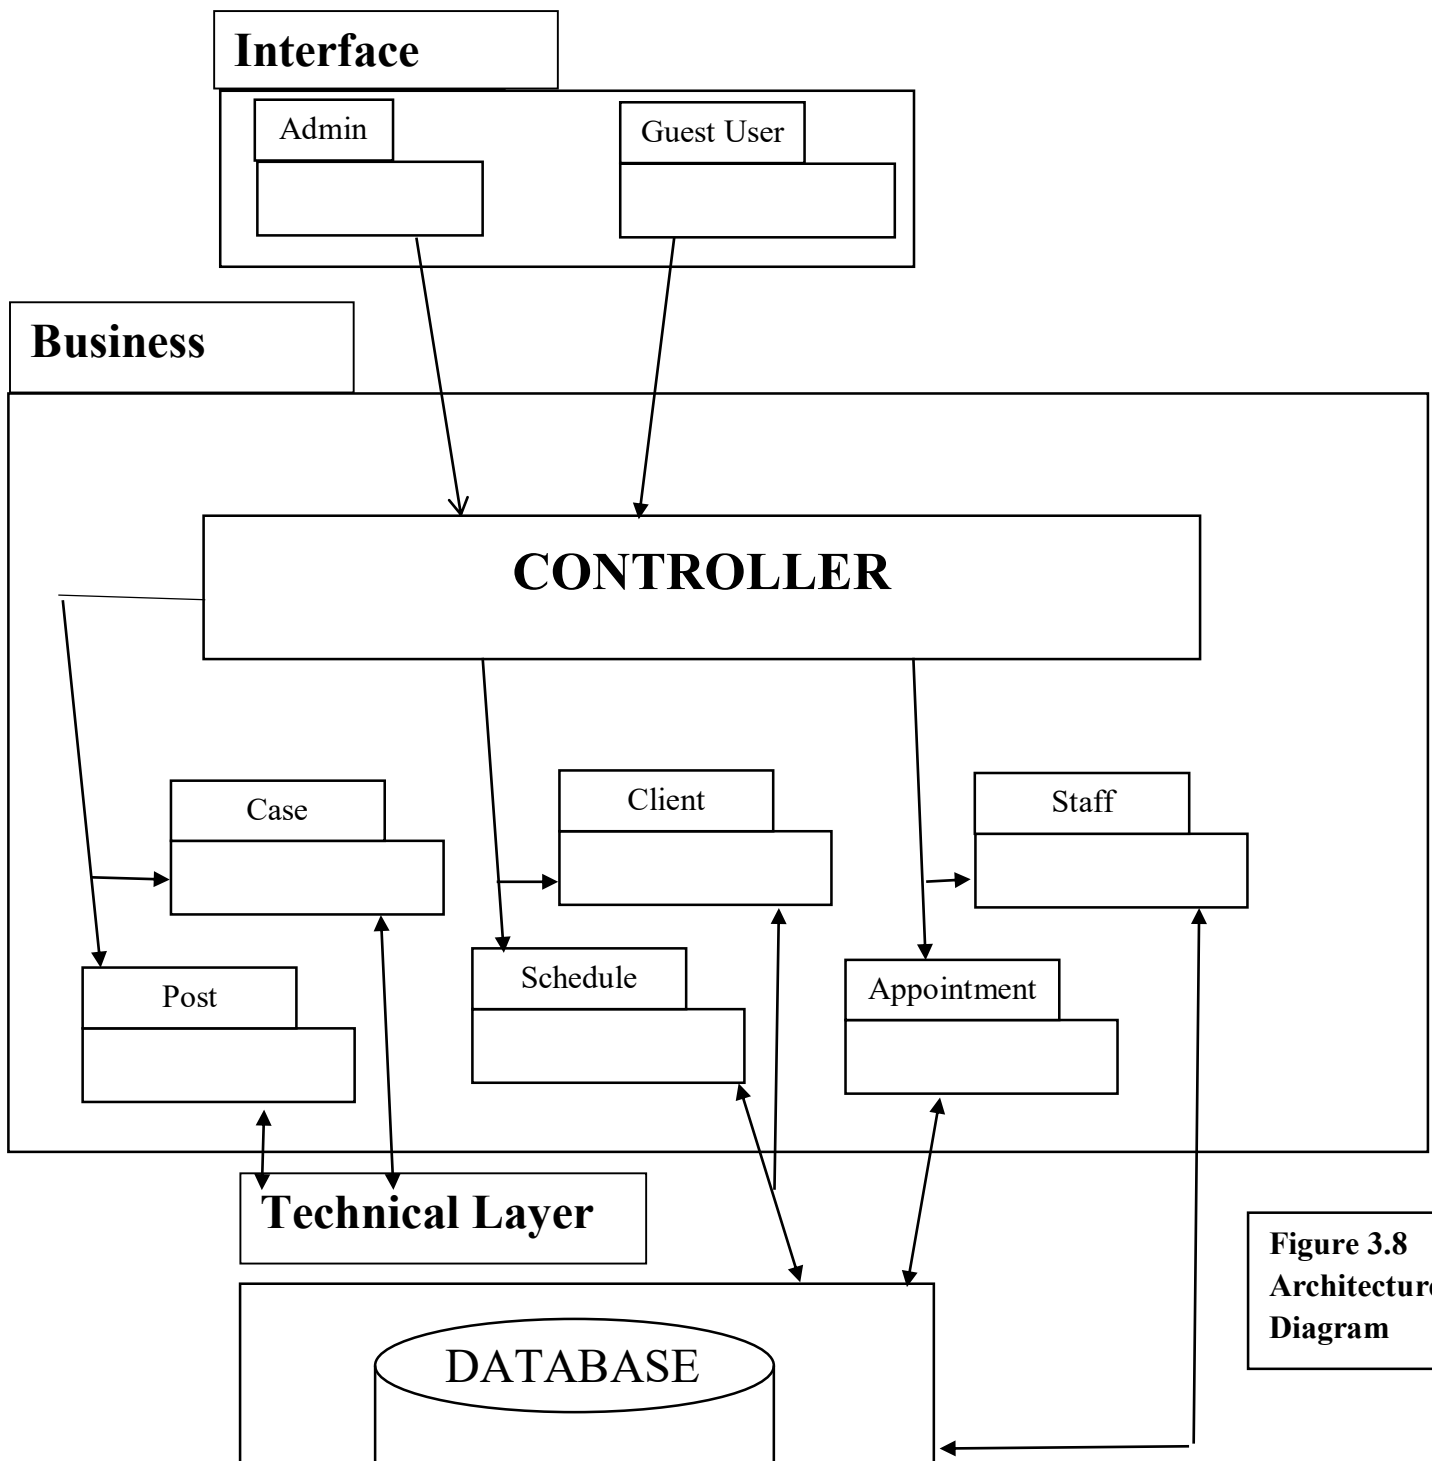 Interface
Admin
Guest User
Business
CONTROLLER
Case
Client
Staff
Post
Schedule
Appointment
Technical Layer
Figure 3.8
Architecture
Diagram
DATABASE